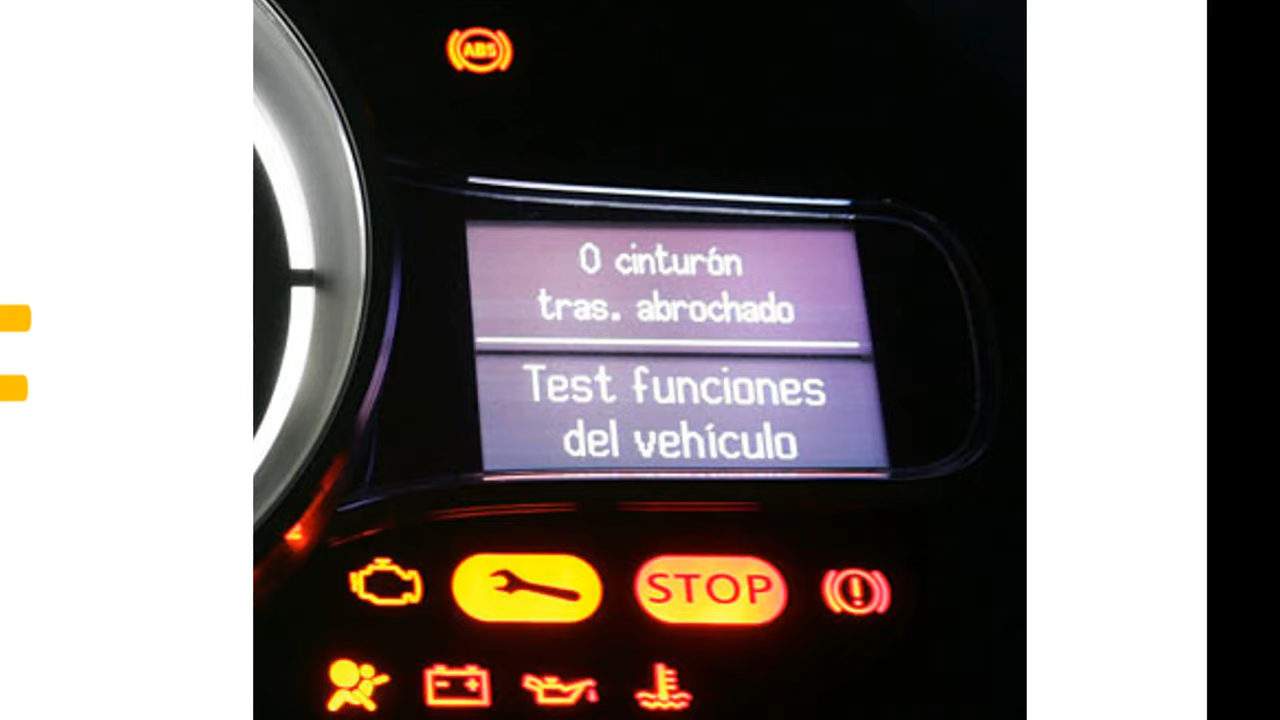 ABS
0 cinturón
tras. abrochado
Test funciones
del vehículo
STOP